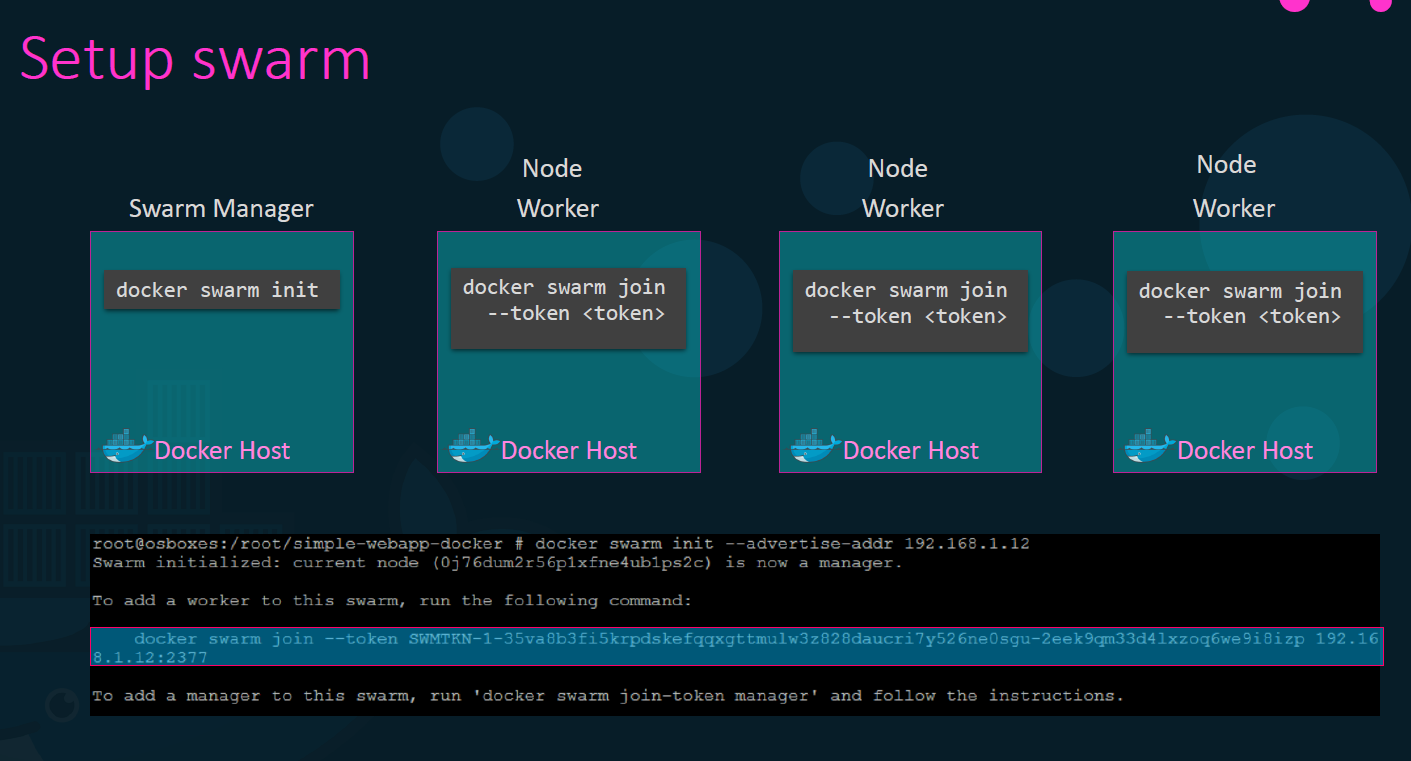 Setup swarm
Swarm Manager
docker swarm init
Docker Host
Node
Worker
docker swarm join
--token <token>
Docker Host
Node
Worker
docker swarm join
--token <token>
Docker Host
Node
Worker
docker swarm join
--token <token>
Docker Host
root@osboxes:/root/simple-webapp-docker # docker swarm init --advertise-addr 192.168.1.12
Swarm initialized: current node (0j76dum2r56p1xfne4ub1ps2c) is now a manager.
To add a worker to this swarm, run the following command:
docker swarm join --token SWMTKN-1-35va8b3fi5krpdskefqqxgttmulw3z828daucri7y526ne0sgu-2eek9qm33d4lxzoq6we9i8izp 192.16
8.1.12:2377
To add a manager to this swarm, run 'docker swarm join-token manager' and follow the instructions.